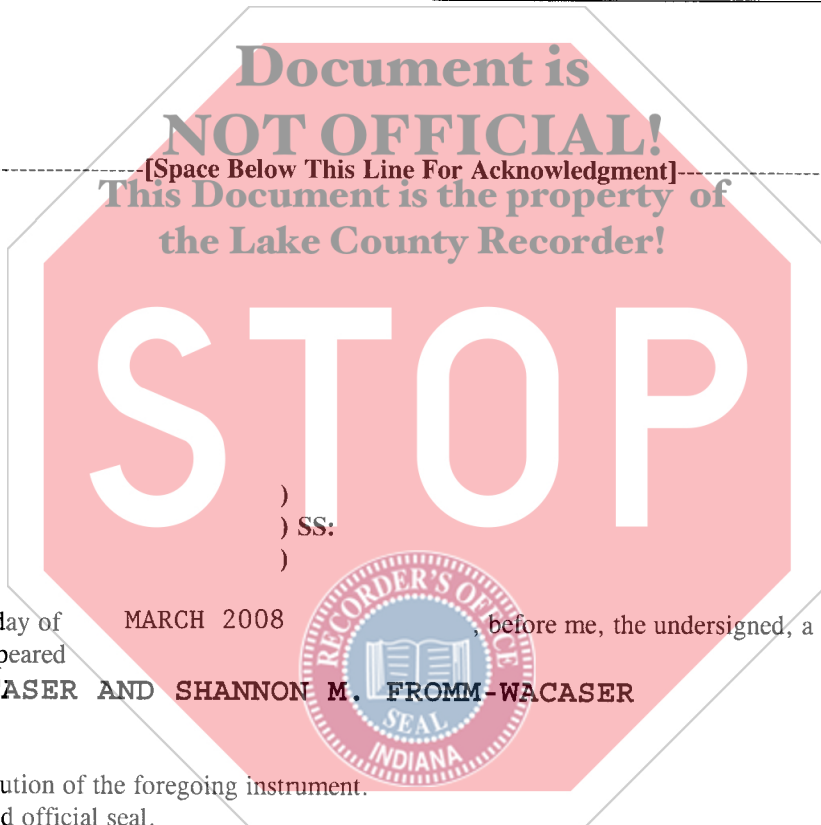 Document is
NOT OFFICIAL!
[Space Below This Line For Acknowledgment]
This Document is the property of
the Lake County Recorder!
STOP
)
) SS:
)
day of MARCH 2008 , before me, the undersigned, a
peared
ASER AND SHANNON M. FROMM-WACASER
RECORDER'S OFFICE
SEAL
INDIANA
ution of the foregoing instrument.
d official seal.